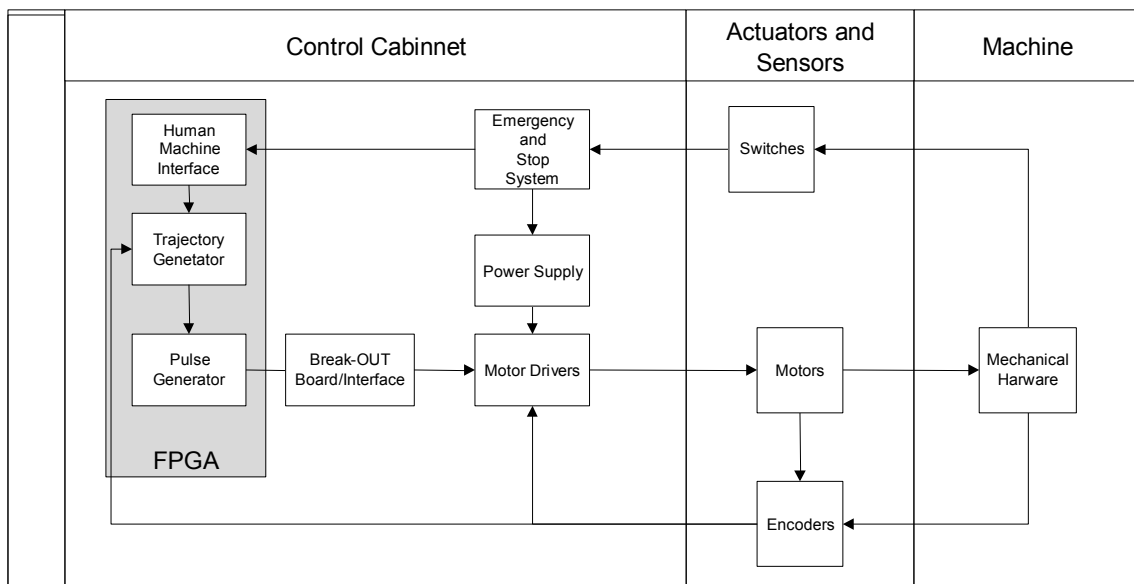 Control Cabinnet
Actuators and
Sensors
Machine
Human
Machine
Interface
Emergency
and
Stop
System
Switches
Trajectory
Genetator
Power Supply
Pulse
Generator
Break-OUT
Board/Interface
Motor Drivers
Motors
Mechanical
Harware
FPGA
Encoders